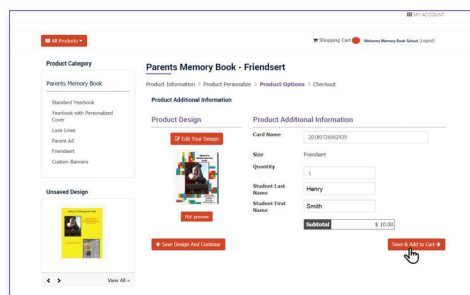 MY ACCOUNT
All Products
Shopping Cart
Welcome Memory Book School (Logout)
Product Category
Parents Memory Book
Standard Yearbook
Yearbook with Personalized
Cover
Love Lines
Parent Ad
Friendsert
Custom Banners
Unsaved Design
View All »
Parents Memory Book - Friendsert
Product Information > Product Personalize > Product Options > Checkout
Product Additional Information
Product Design
Edit Your Design
PDF preview
Save Design And Continue
Product Additional Information
Card Name
20180726062439
Size
Friendsert
Quantity
1
Student Last
Name
Henry
Student First
Name
Smith
Subtotal
$ 10.00
Save & Add to Cart